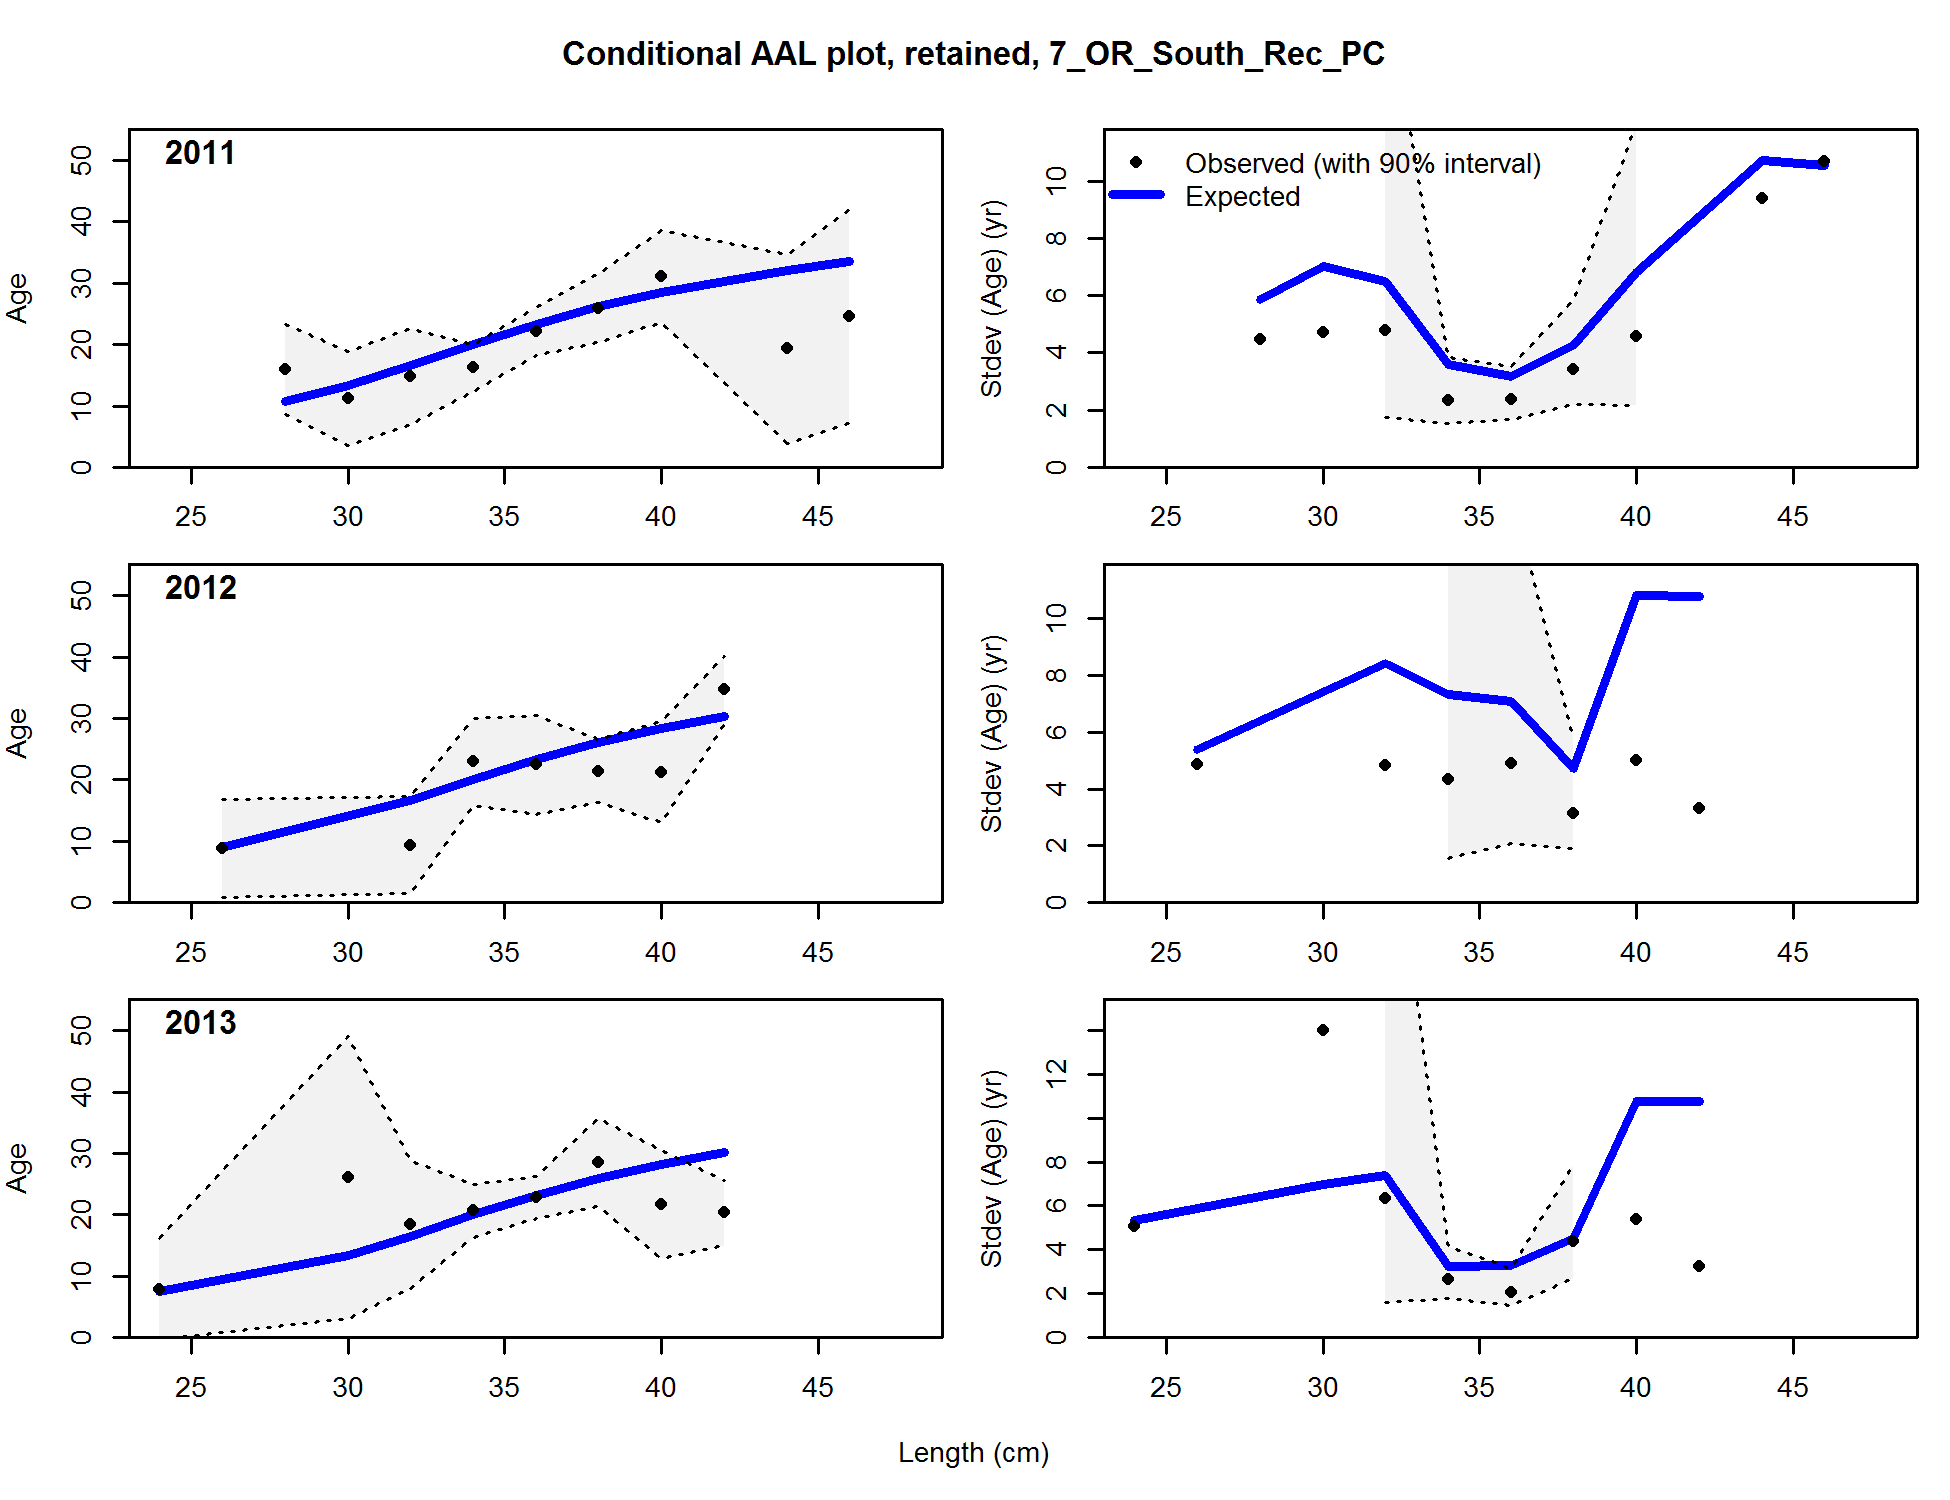 Conditional AAL plot, retained, 7_OR_South_Rec_PC
2011
Age
0 10 20 30 40 50
25 30 35 40 45
Observed (with 90% interval)
Expected
Stdev (Age) (yr)
0 2 4 6 8 10
25 30 35 40 45
2012
Age
0 10 20 30 40 50
25 30 35 40 45
Stdev (Age) (yr)
0 2 4 6 8 10
25 30 35 40 45
2013
Age
0 10 20 30 40 50
25 30 35 40 45
Stdev (Age) (yr)
0 2 4 6 8 12
25 30 35 40 45
Length (cm)